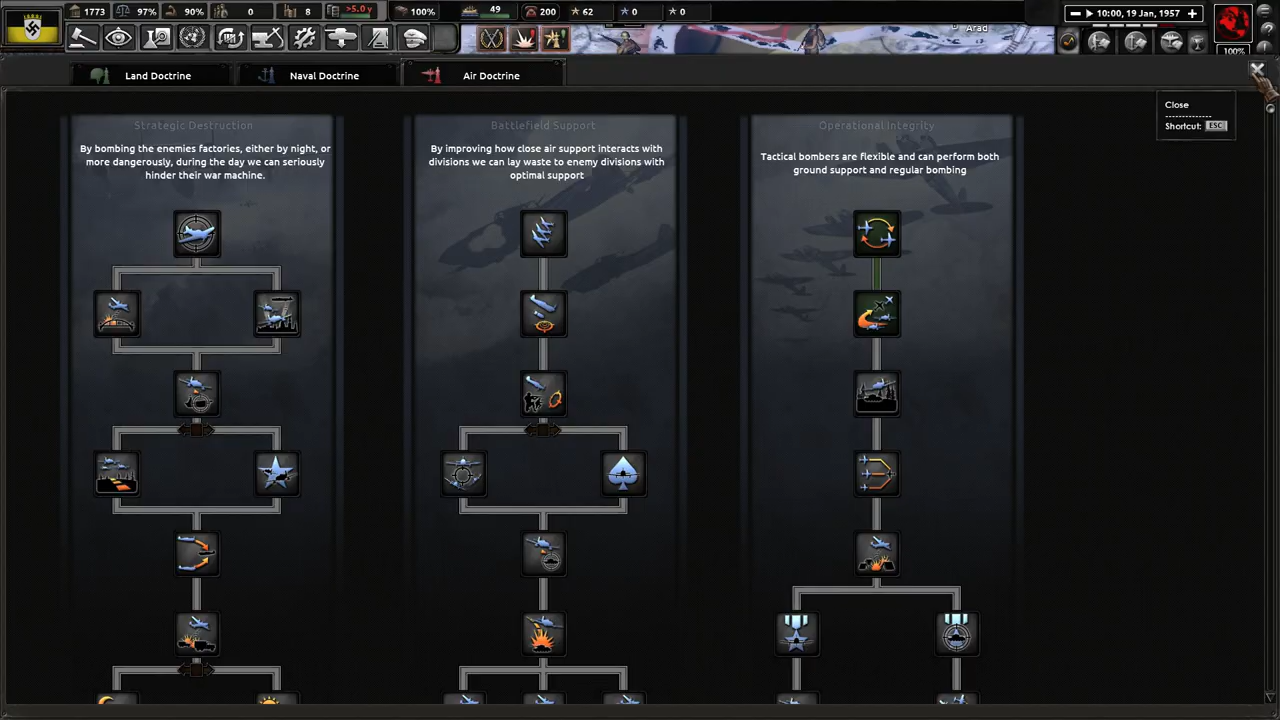 1773
97%
90%
0
8
>5.0 y
100%
49
200
62
0
0
10:00, 19 Jan, 1957
100%
Arad
Land Doctrine
Naval Doctrine
Air Doctrine
Close
------------
Shortcut: ESC
Strategic Destruction
By bombing the enemies factories, either by night, or
more dangerously, during the day we can seriously
hinder their war machine.
Battlefield Support
By improving how close air support interacts with
divisions we can lay waste to enemy divisions with
optimal support
Operational Integrity
Tactical bombers are flexible and can perform both
ground support and regular bombing